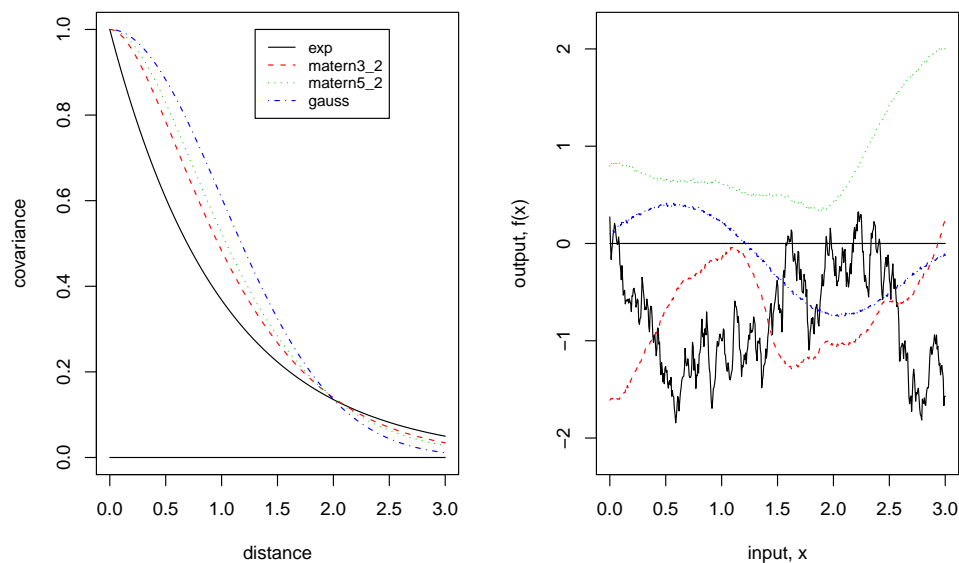 covariance
1.0
0.8
0.6
0.4
0.2
0.0
exp
matern3_2
matern5_2
gauss
0.0 0.5 1.0 1.5 2.0 2.5 3.0
distance
output, f(x)
2
1
0
−1
−2
0.0 0.5 1.0 1.5 2.0 2.5 3.0
input, x